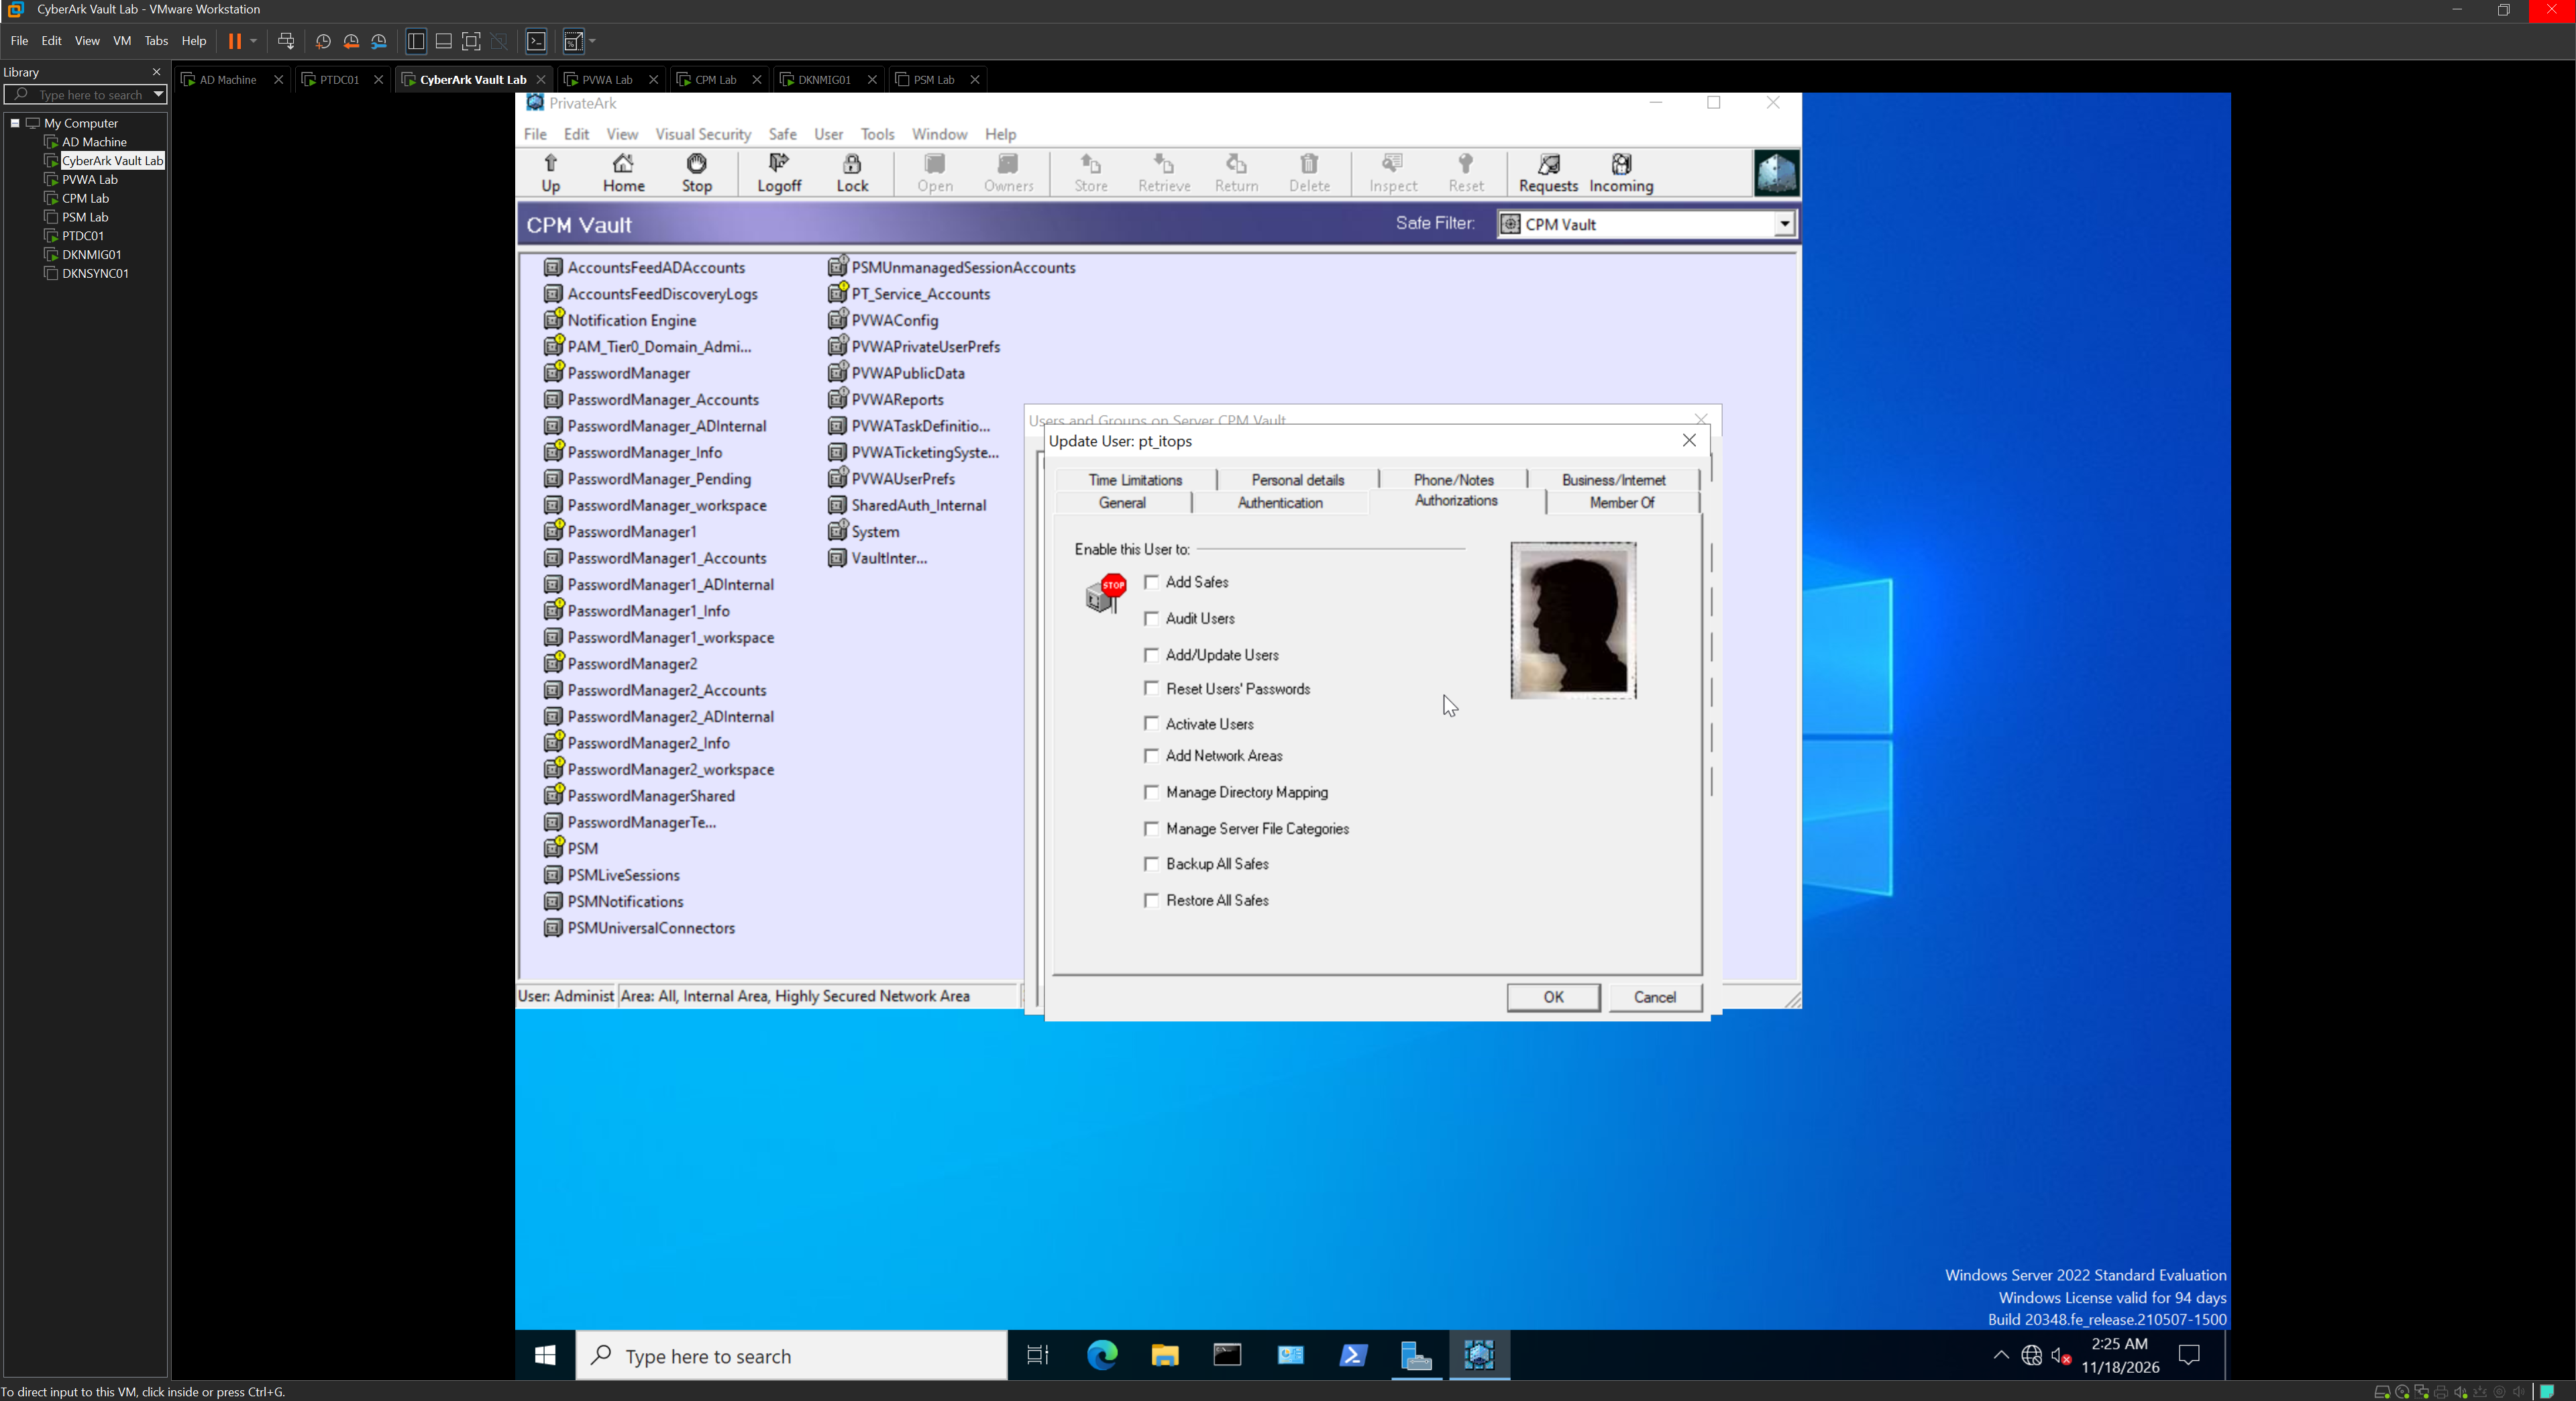 CyberArk Vault Lab - VMware Workstation
File Edit View VM Tabs Help
Library
Type here to search
AD Machine PTDC01 CyberArk Vault Lab PVWA Lab CPM Lab DKNMIG01 PSM Lab
My Computer
AD Machine
CyberArk Vault Lab
PVWA Lab
CPM Lab
PSM Lab
PTDC01
DKNMIG01
DKNSYNC01
PrivateArk
File Edit View Visual Security Safe User Tools Window Help
Up Home Stop Logoff Lock Open Owners Store Retrieve Return Delete Inspect Reset Requests Incoming
CPM Vault Safe Filter: CPM Vault
AccountsFeedADAccounts
AccountsFeedDiscoveryLogs
Notification Engine
PAM_Tier0_Domain_Admi...
PasswordManager
PasswordManager_Accounts
PasswordManager_ADInternal
PasswordManager_Info
PasswordManager_Pending
PasswordManager_workspace
PasswordManager1
PasswordManager1_Accounts
PasswordManager1_ADInternal
PasswordManager1_Info
PasswordManager1_workspace
PasswordManager2
PasswordManager2_Accounts
PasswordManager2_ADInternal
PasswordManager2_Info
PasswordManager2_workspace
PasswordManagerShared
PasswordManagerTe...
PSM
PSMLiveSessions
PSMNotifications
PSMUniversalConnectors
PSMUnmanagedSessionAccounts
PT_Service_Accounts
PVWAConfig
PVWAPrivateUserPrefs
PVWAPublicData
PVWAReports
PVWATaskDefinitio...
PVWATicketingSyste...
PVWAUserPrefs
SharedAuth_Internal
System
VaultInter...
Users and Groups on Server CPM Vault
Update User: pt_itops
Time Limitations Personal details Phone/Notes Business/Internet
General Authentication Authorizations Member Of
Enable this User to:
STOP
Add Safes
Audit Users
Add/Update Users
Reset Users' Passwords
Activate Users
Add Network Areas
Manage Directory Mapping
Manage Server File Categories
Backup All Safes
Restore All Safes
OK Cancel
User: Administ Area: All, Internal Area, Highly Secured Network Area
Windows Server 2022 Standard Evaluation
Windows License valid for 94 days
Build 20348.fe_release.210507-1500
Type here to search
2:25 AM
11/18/2026
To direct input to this VM, click inside or press Ctrl+G.